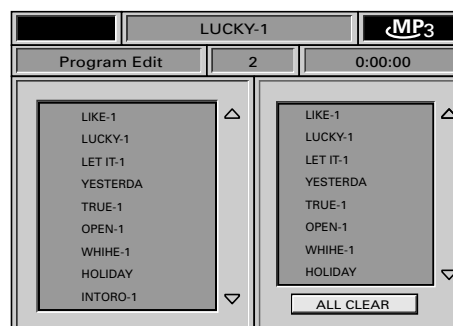 LUCKY-1
MP3
Program Edit
2
0:00:00
LIKE-1
LUCKY-1
LET IT-1
YESTERDA
TRUE-1
OPEN-1
WHIHE-1
HOLIDAY
INTORO-1
LIKE-1
LUCKY-1
LET IT-1
YESTERDA
TRUE-1
OPEN-1
WHIHE-1
HOLIDAY
ALL CLEAR